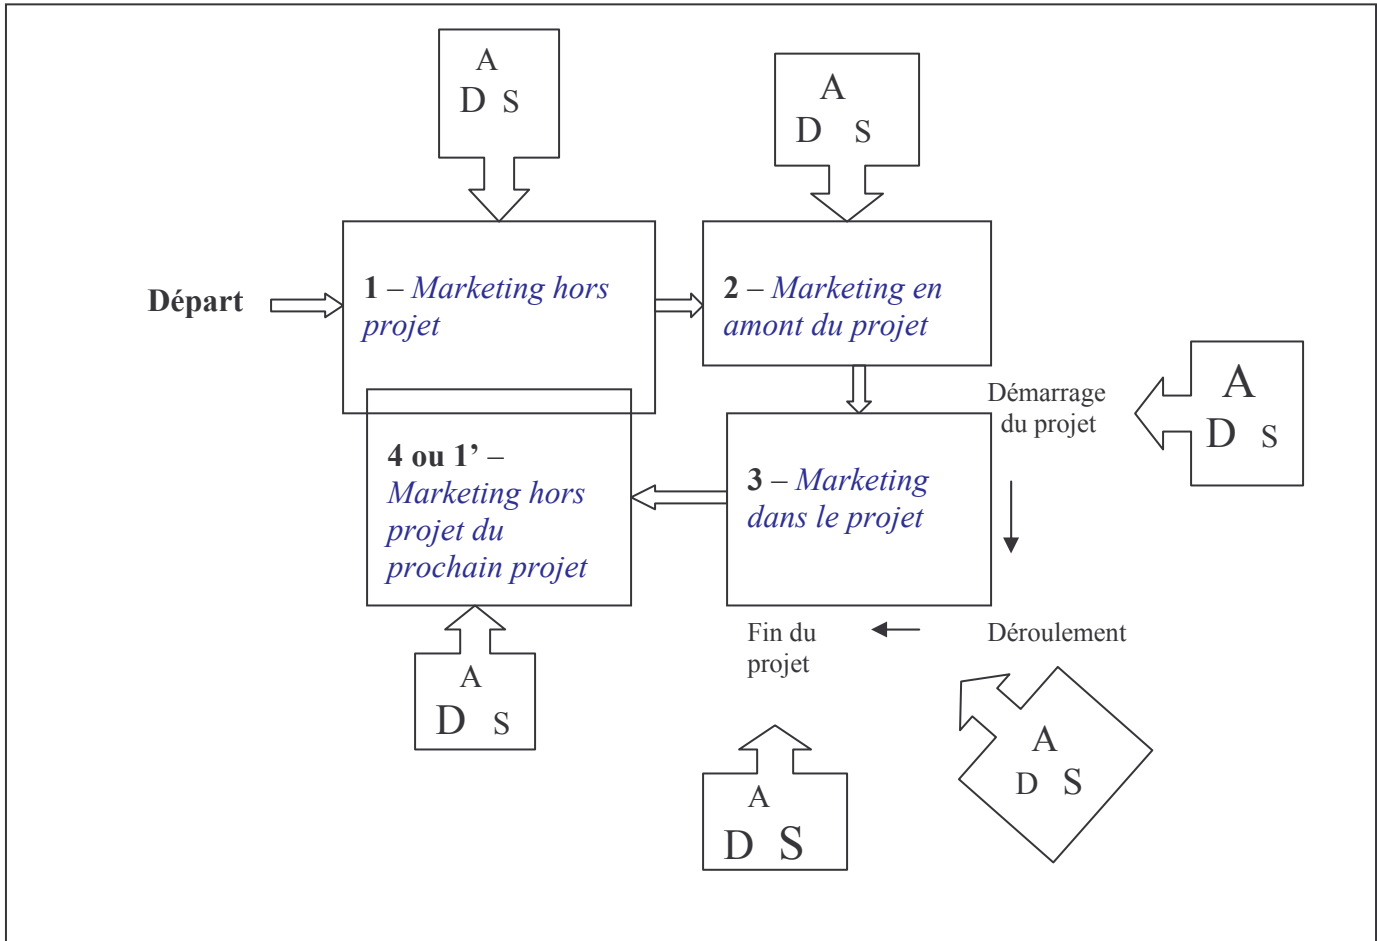 A
D S
A
D S
Départ
1 – Marketing hors
projet
2 – Marketing en
amont du projet
Démarrage
du projet
A
D S
4 ou 1’ –
Marketing hors
projet du
prochain projet
3 – Marketing
dans le projet
Fin du
projet
Déroulement
A
D S
A
D S
A
D S